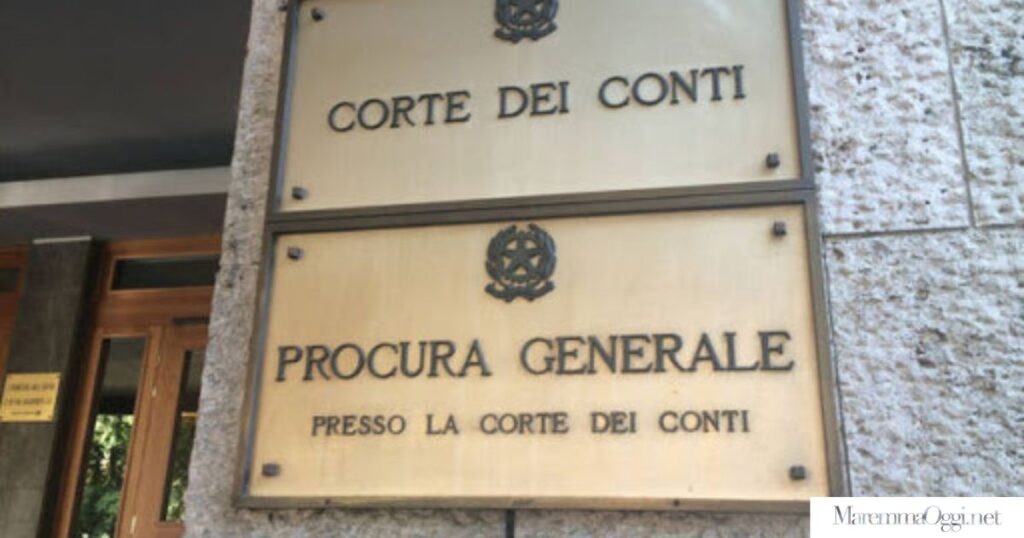 CORTE DEI CONTI
PROCURA GENERALE
PRESSO LA CORTE DEI CONTI
MaremmaOggi.net